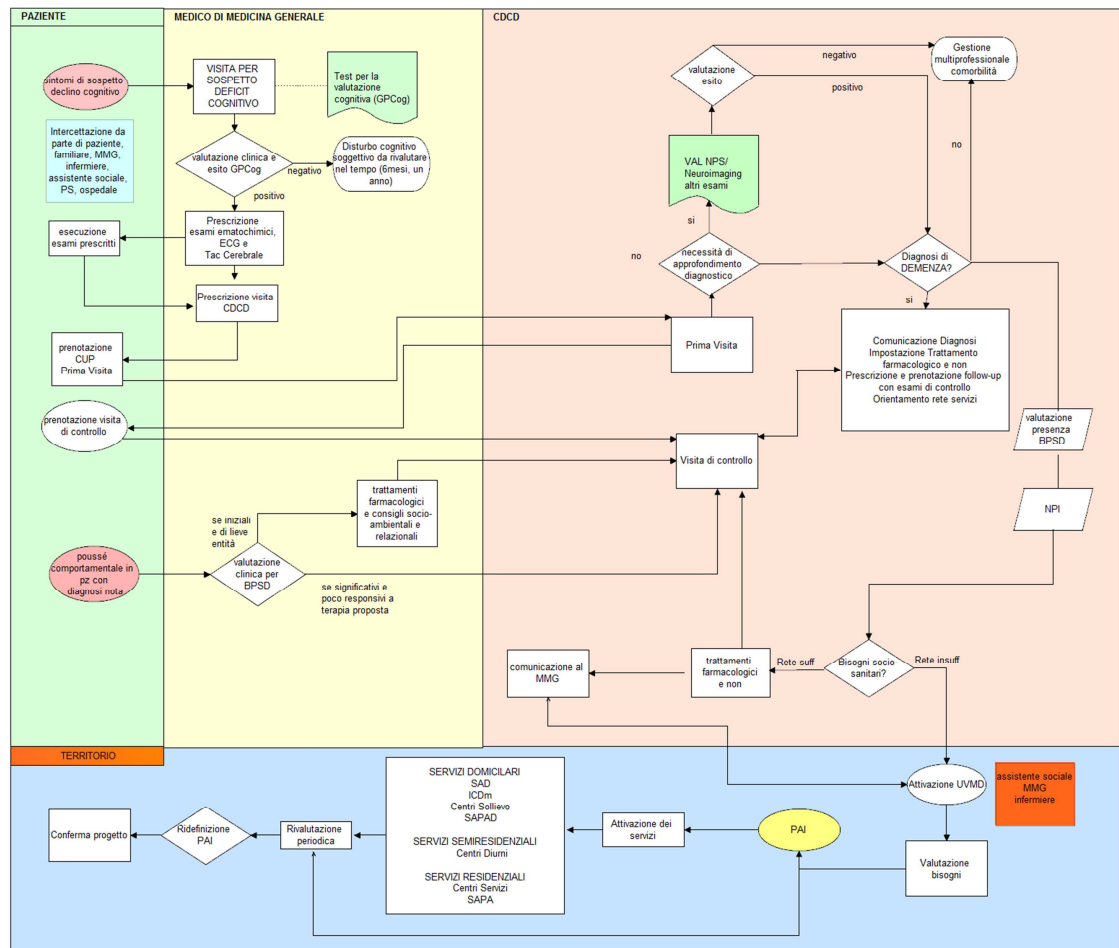 PAZIENTE
MEDICO DI MEDICINA GENERALE
CDCD
sintomi di sospetto
declino cognitivo
VISITA PER
SOSPETTO
DEFICIT
COGNITIVO
Test per la
valutazione
cognitiva (GPCog)
Intercettazione da
parte di paziente,
familiare, MMG,
infermiere,
assistente sociale,
PS, ospedale
valutazione clinica e
esito GPCog
negativo
Disturbo cognitivo
soggettivo da rivalutare
nel tempo (6mesi, un
anno)
positivo
esecuzione
esami prescritti
Prescrizione
esami ematochimici,
ECG e
Tac Cerebrale
Prescrizione visita
CDCD
prenotazione
CUP
Prima Visita
prenotazione visita
di controllo
valutazione
esito
negativo
positivo
Gestione
multiprofessionale
comorbilità
no
VAL NPS/
Neuroimaging
altri esami
si
no
necessità di
approfondimento
diagnostico
Diagnosi di
DEMENZA?
si
Prima Visita
Comunicazione Diagnosi
Impostazione Trattamento
farmacologico e non
Prescrizione e prenotazione follow-up
con esami di controllo
Orientamento rete servizi
valutazione
presenza
BPSD
NPI
Visita di controllo
trattamenti
farmacologici
e consigli socio-
ambientali e
relazionali
se iniziali
e di lieve
entità
poussé
comportamentale in
pz con
diagnosi nota
valutazione
clinica per
BPSD
se significativi e
poco responsivi a
terapia proposta
comunicazione al
MMG
trattamenti
farmacologici
e non
Rete suff
Bisogni socio
sanitari?
Rete insuff
TERRITORIO
SERVIZI DOMICILARI
SAD
ICDm
Centri Sollievo
SAPAD
SERVIZI SEMIRESIDENZIALI
Centri Diurni
SERVIZI RESIDENZIALI
Centri Servizi
SAPA
Attivazione UVMD
assistente sociale
MMG
infermiere
Conferma progetto
Ridefinizione
PAI
Rivalutazione
periodica
Attivazione dei
servizi
PAI
Valutazione
bisogni